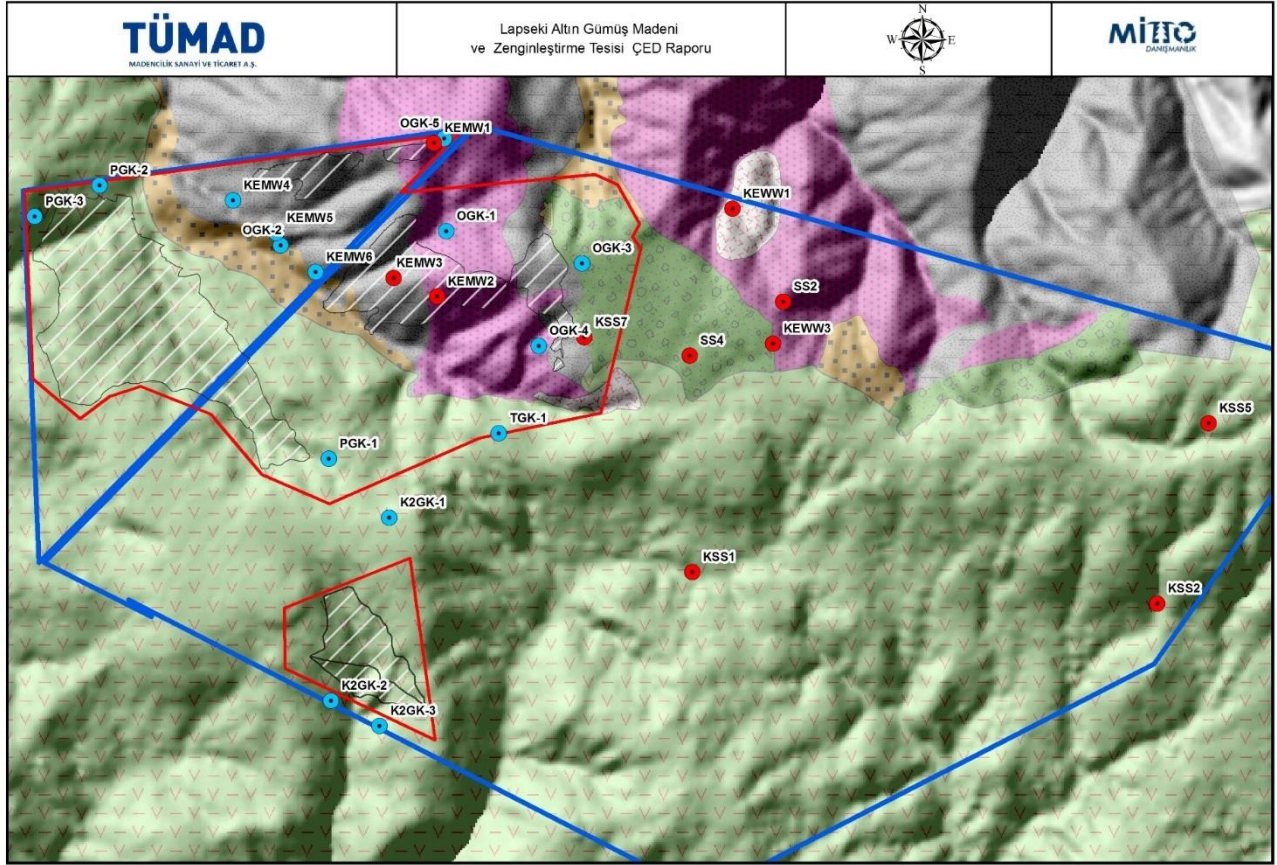 TÜMAD
MADENCİLİK SANAYİ VE TİCARET A.Ş.
Lapseki Altın Gümüş Madeni
ve Zenginleştirme Tesisi ÇED Raporu
N
W E
S
MİTTO
DANIŞMANLIK
OGK-5
KEMW1
PGK-2
KEMW4
KEWW1
PGK-3
KEMW5
OGK-1
OGK-2
OGK-3
KEMW6
KEMW3
KEMW2
SS2
KSS7
OGK-4
SS4
KEWW3
TGK-1
KSS5
PGK-1
K2GK-1
KSS1
KSS2
K2GK-2
K2GK-3